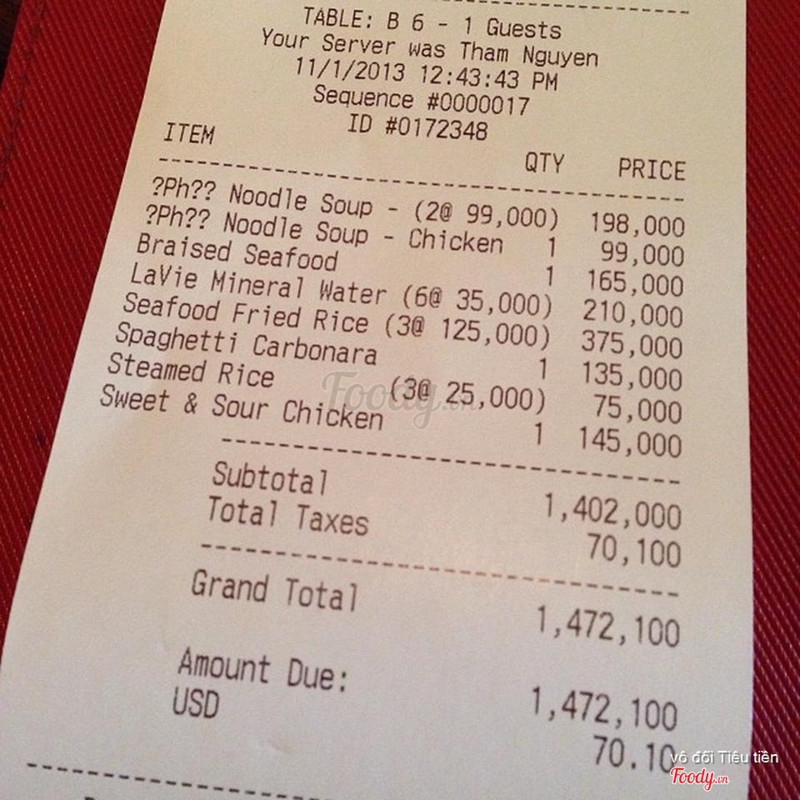 TABLE: B 6 - 1 Guests
Your Server was Tham Nguyen
11/1/2013 12:43:43 PM
Sequence #0000017
ID #0172348
ITEM QTY PRICE
?Ph?? Noodle Soup - (2@ 99,000) 198,000
?Ph?? Noodle Soup - Chicken 1 99,000
Braised Seafood 1 165,000
LaVie Mineral Water (6@ 35,000) 210,000
Seafood Fried Rice (3@ 125,000) 375,000
Spaghetti Carbonara 1 135,000
Steamed Rice (3@ 25,000) 75,000
Sweet & Sour Chicken 1 145,000
Foody.vn
Subtotal 1,402,000
Total Taxes 70,100
Grand Total 1,472,100
Amount Due: 1,472,100
USD 70.10
vô đối Tiêu tiền
Foody.vn